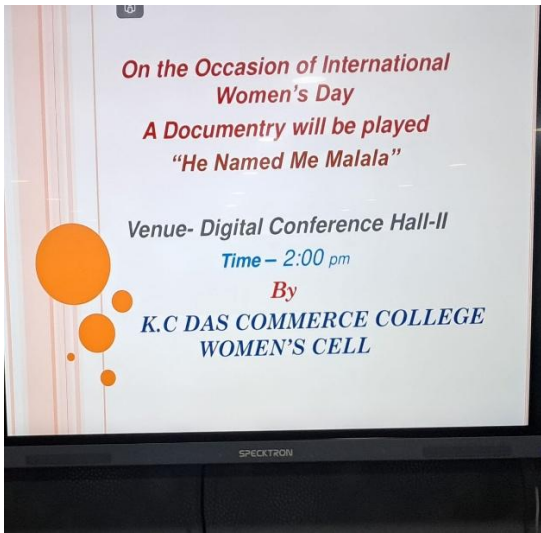 On the Occasion of International
Women's Day
A Documentry will be played
“He Named Me Malala”
Venue- Digital Conference Hall-II
Time – 2:00 pm
By
K.C DAS COMMERCE COLLEGE
WOMEN'S CELL
SPECKTRON